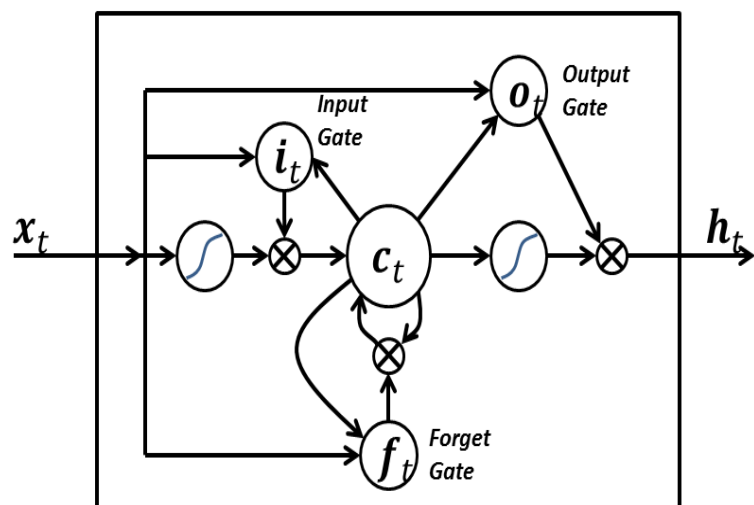 Output
Gate
o_t
Input
Gate
i_t
x_t
c_t
h_t
f_t
Forget
Gate